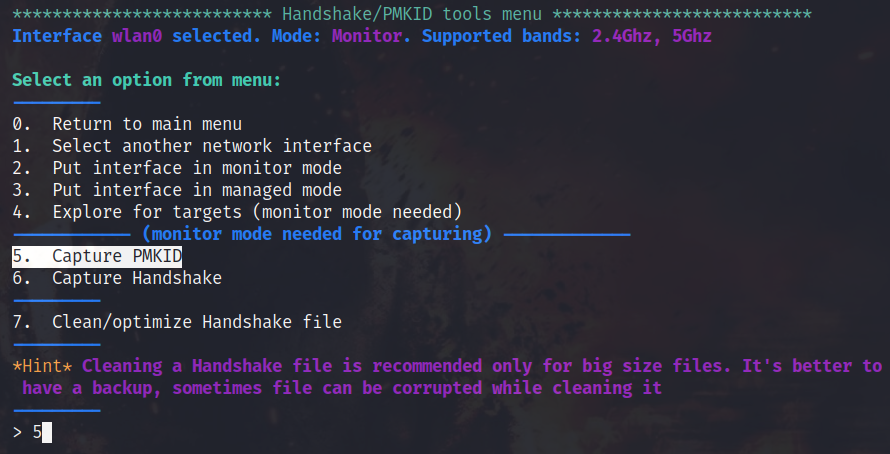 ************************** Handshake/PMKID tools menu **************************
Interface wlan0 selected. Mode: Monitor. Supported bands: 2.4Ghz, 5Ghz
Select an option from menu:
---------
0.  Return to main menu
1.  Select another network interface
2.  Put interface in monitor mode
3.  Put interface in managed mode
4.  Explore for targets (monitor mode needed)
------------ (monitor mode needed for capturing) -------------
5.  Capture PMKID
6.  Capture Handshake
---------
7.  Clean/optimize Handshake file
---------
*Hint* Cleaning a Handshake file is recommended only for big size files. It's better to
have a backup, sometimes file can be corrupted while cleaning it
---------
> 5